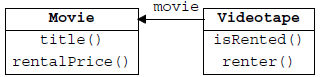 movie
Movie
Videotape
title()
isRented()
rentalPrice()
renter()